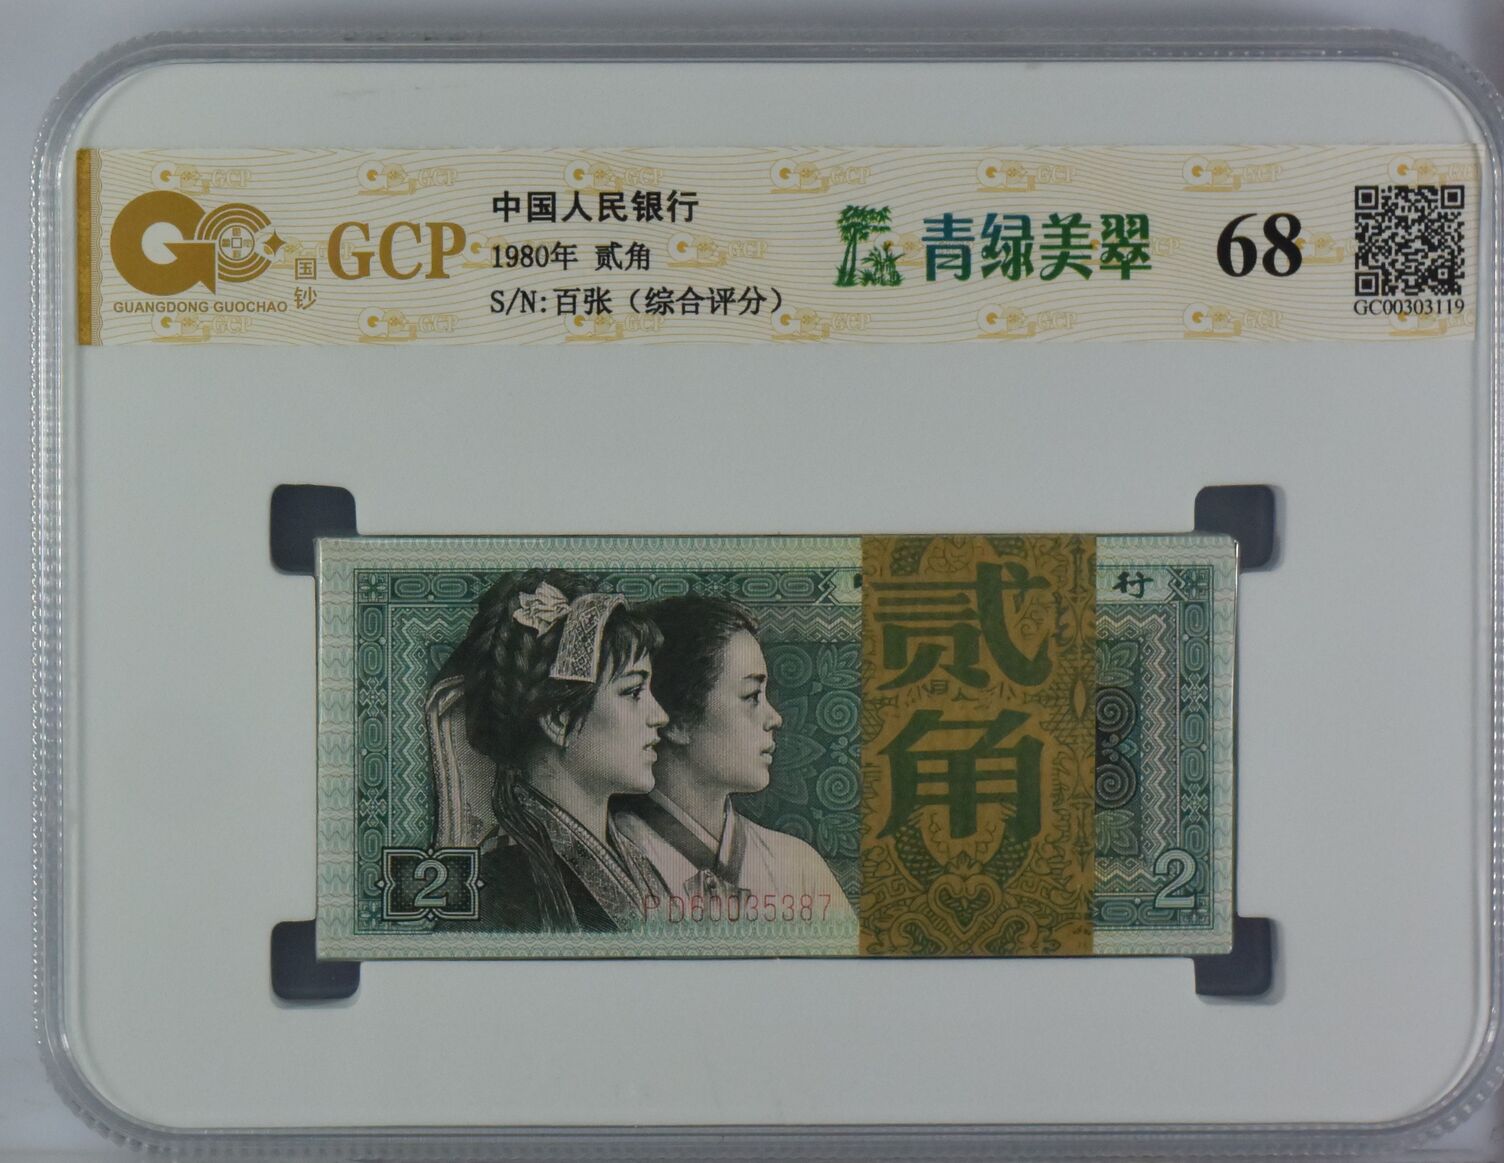 GCP
国钞
GUANGDONG GUOCHAO
中国人民银行
1980年 贰角
S/N:百张（综合评分）
青绿美翠
68
GC00303119
行
贰角
2
PD60035387
2